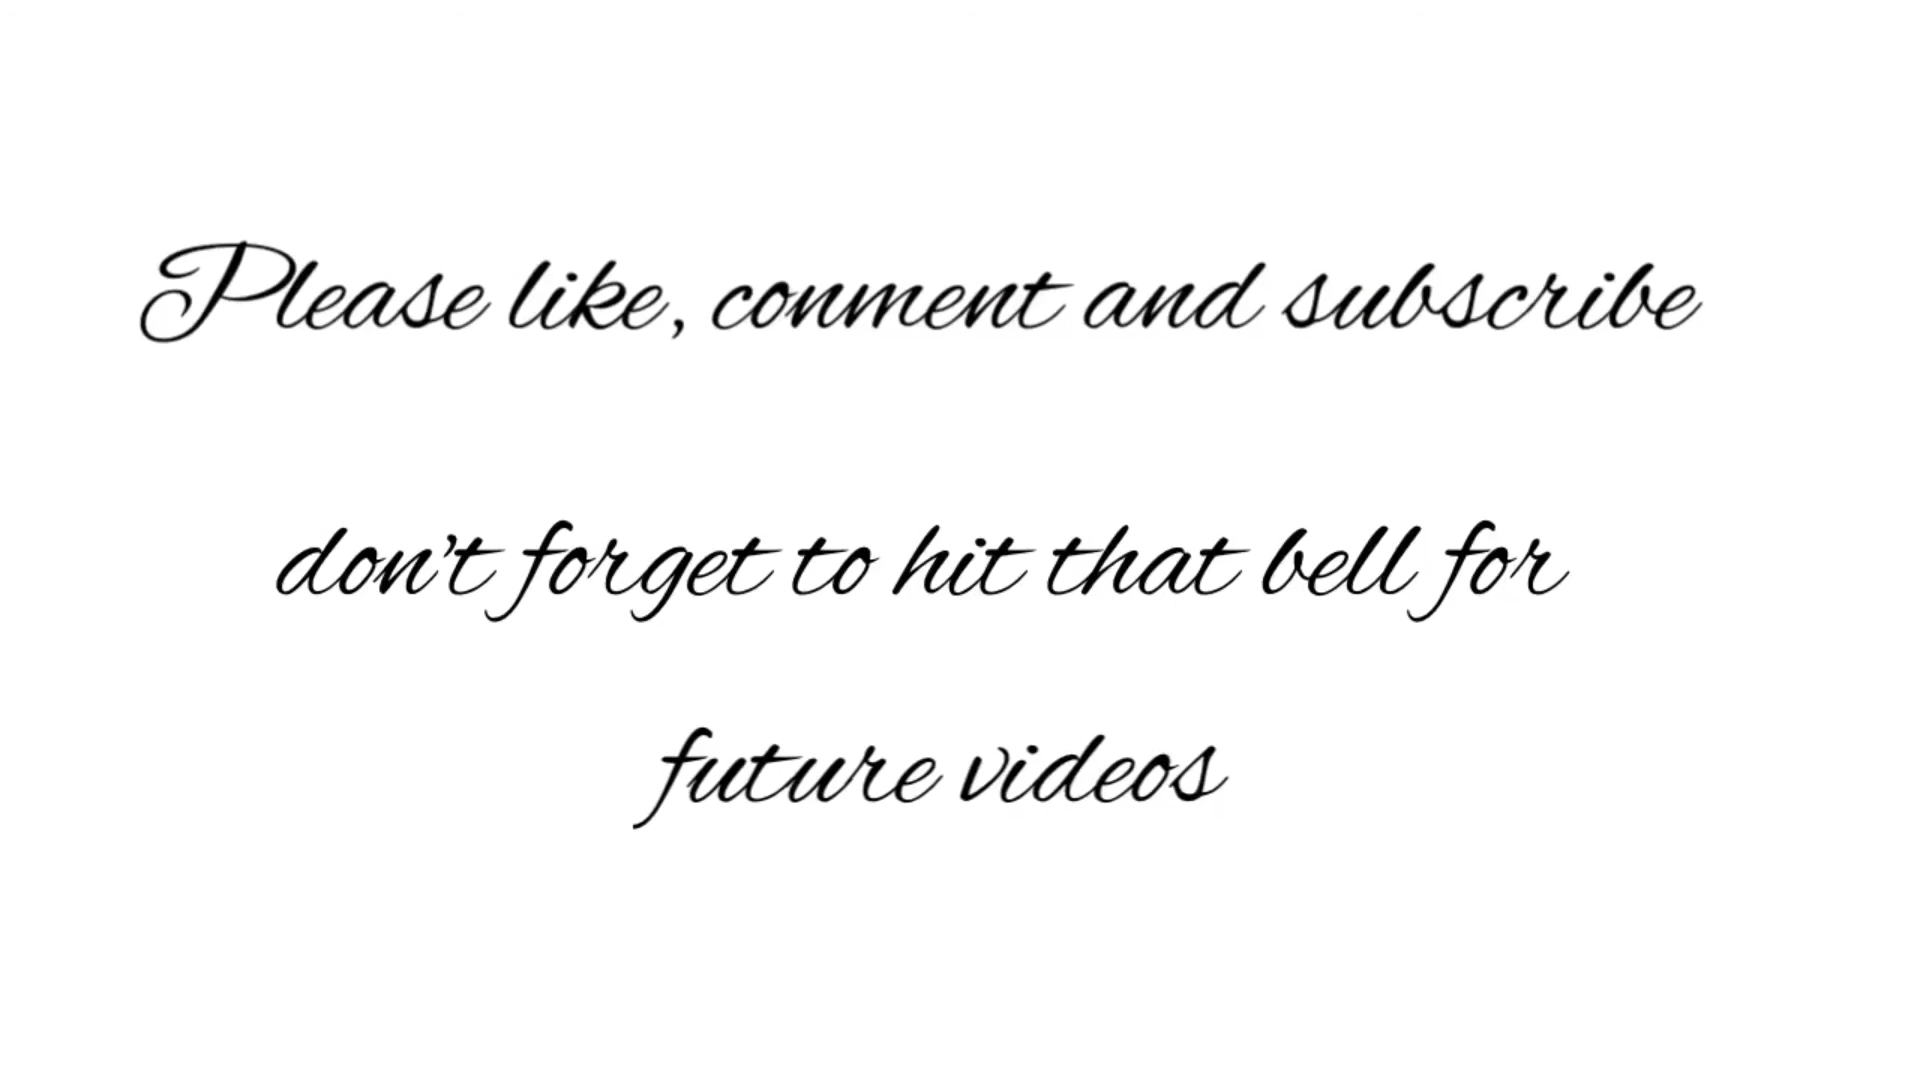 Please like, conment and subscribe
don't forget to hit that bell for
future videos